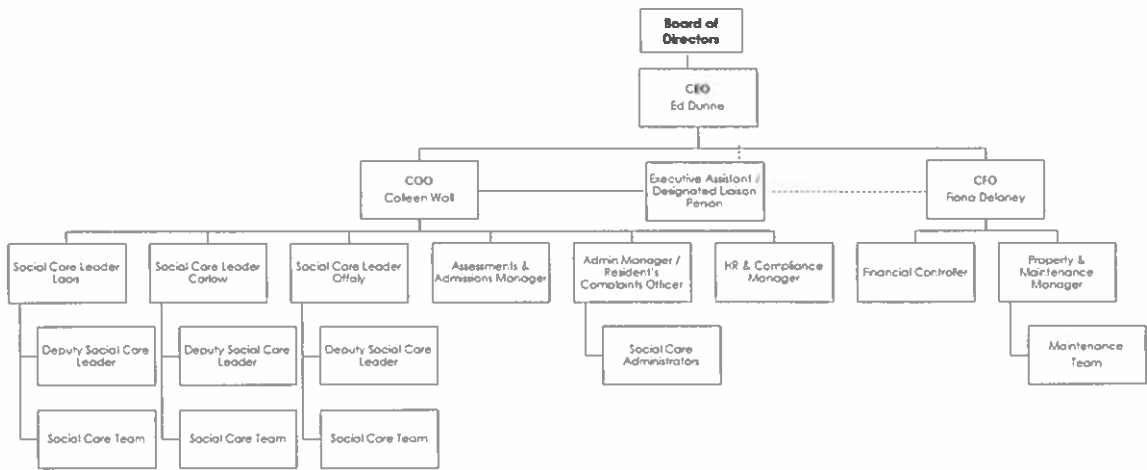 Board of
Directors
CEO
Ed Dunne
COO
Colleen Wall
Executive Assistant /
Designated Liaison
Person
CFO
Fiona Delaney
Social Care Leader
Laois
Social Care Leader
Carlow
Social Care Leader
Offaly
Assessments &
Admissions Manager
Admin Manager /
Resident's
Complaints Officer
HR & Compliance
Manager
Financial Controller
Property &
Maintenance
Manager
Deputy Social Care
Leader
Deputy Social Care
Leader
Deputy Social Care
Leader
Social Care
Administrators
Maintenance
Team
Social Care Team
Social Care Team
Social Care Team